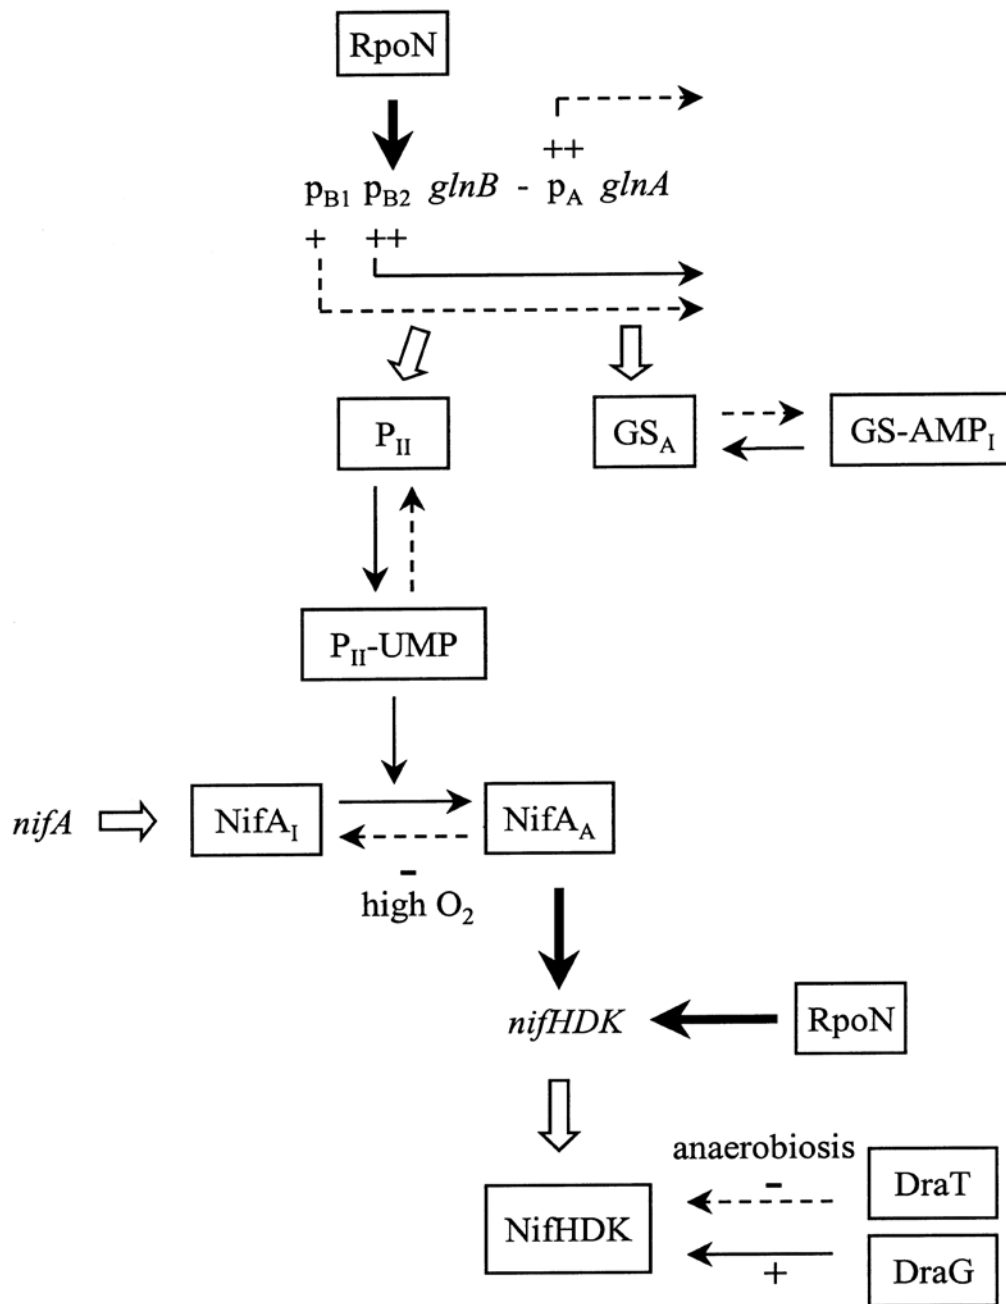 RpoN
++
pB1 pB2 glnB - pA glnA
+ ++
PII
GSA
GS-AMPI
PII-UMP
nifA
NifAI
NifAA
-
high O2
nifHDK
RpoN
anaerobiosis
-
DraT
NifHDK
+
DraG